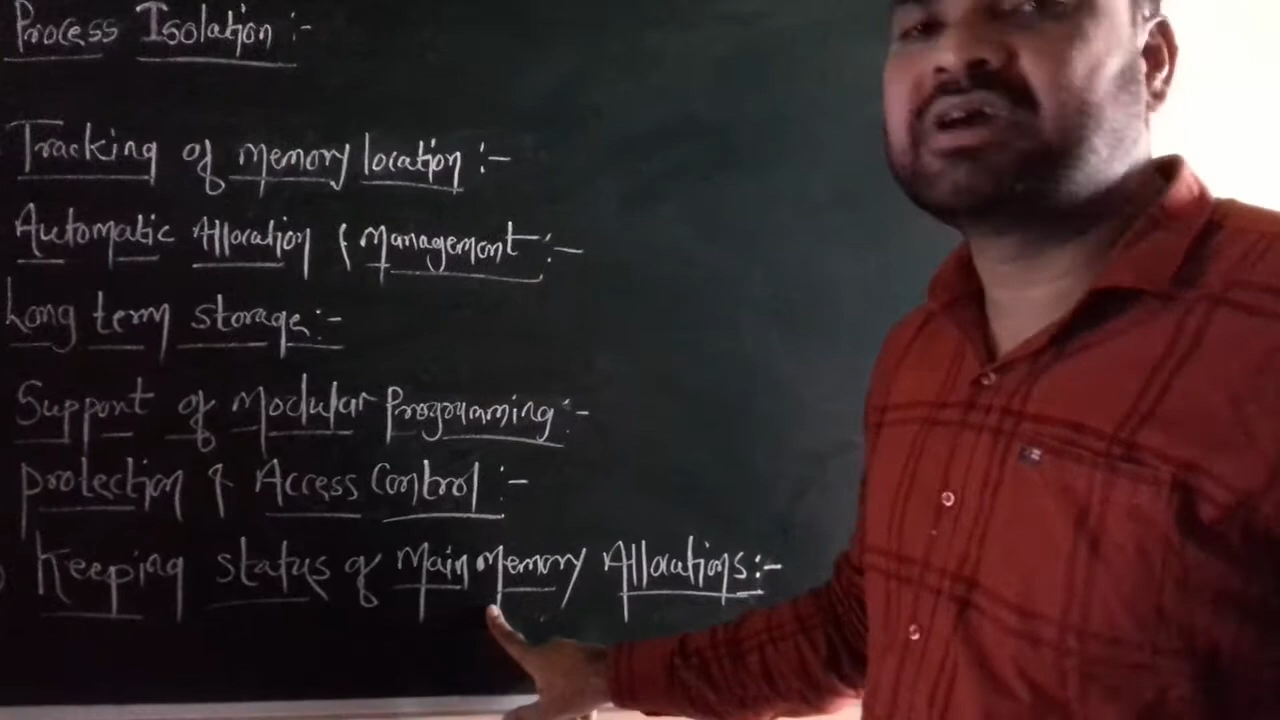 Process Isolation :-
Tracking of memory location :-
Automatic Allocation & Management :-
Long term storage :-
Support of Modular Programming :-
protection & Access Control :-
Keeping status of Main Memory Allocations :-